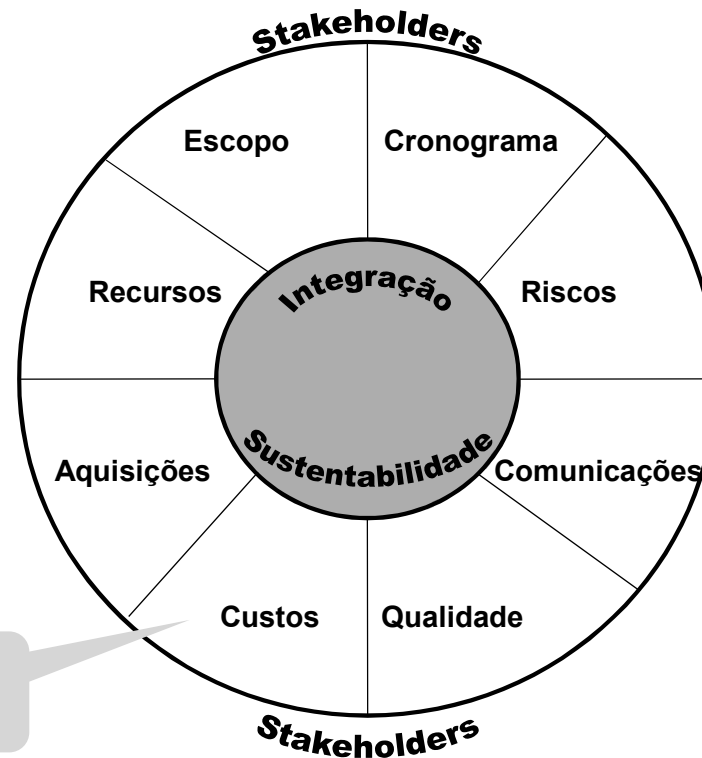 Stakeholders
Escopo
Cronograma
Recursos
Integração
Riscos
Aquisições
Sustentabilidade
Comunicações
Custos
Qualidade
Stakeholders